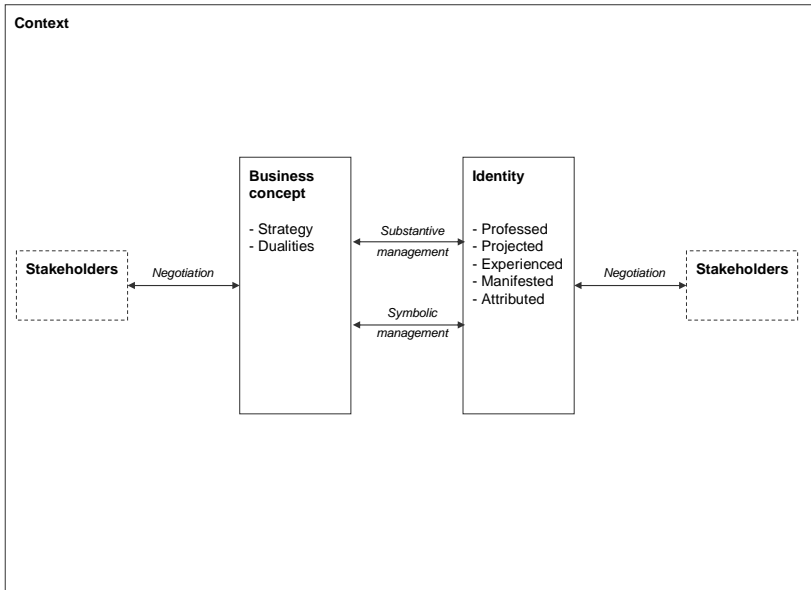 Context
Business
concept
- Strategy
- Dualities
Identity
- Professed
- Projected
- Experienced
- Manifested
- Attributed
Substantive
management
Symbolic
management
Stakeholders
Negotiation
Negotiation
Stakeholders